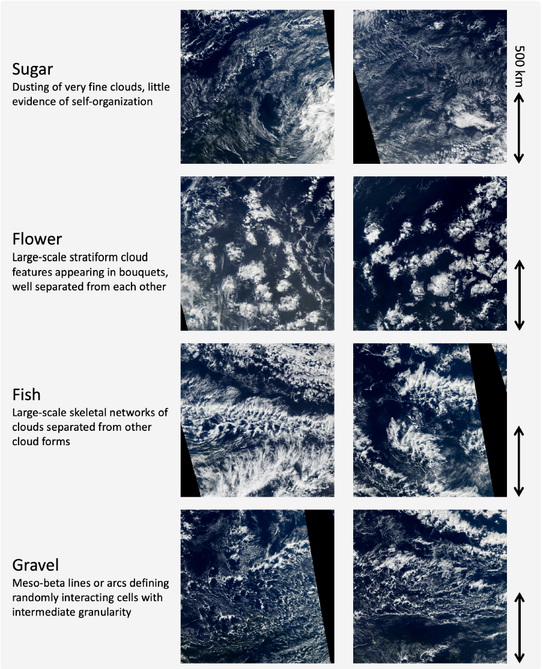 Sugar
Dusting of very fine clouds, little
evidence of self-organization
500 km
Flower
Large-scale stratiform cloud
features appearing in bouquets,
well separated from each other
Fish
Large-scale skeletal networks of
clouds separated from other
cloud forms
Gravel
Meso-beta lines or arcs defining
randomly interacting cells with
intermediate granularity